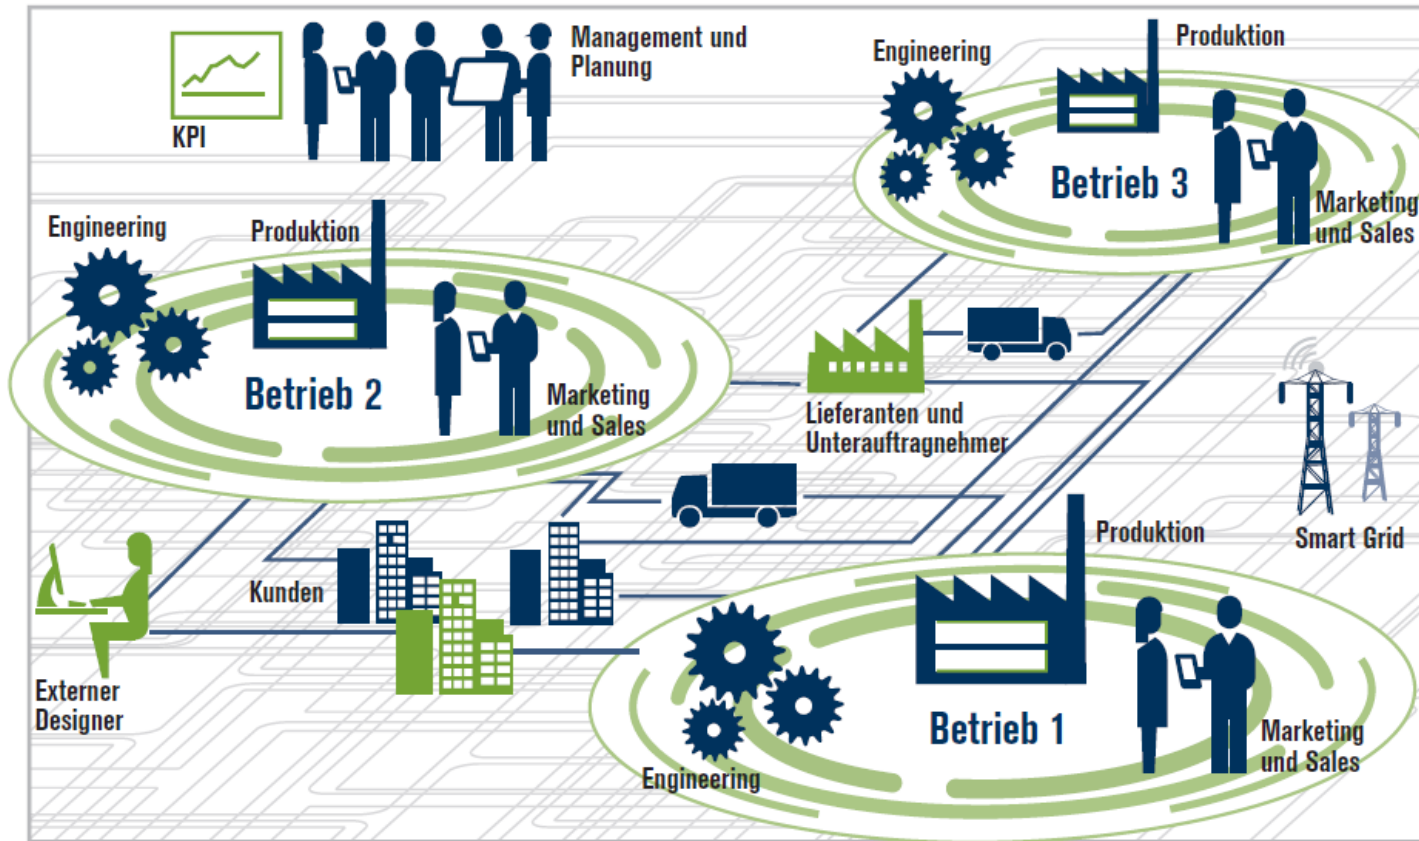 Management und
Planung
KPI
Engineering
Produktion
Betrieb 3
Marketing
und Sales
Engineering
Produktion
Betrieb 2
Marketing
und Sales
Lieferanten und
Unterauftragnehmer
Smart Grid
Kunden
Externer
Designer
Produktion
Betrieb 1
Engineering
Marketing
und Sales